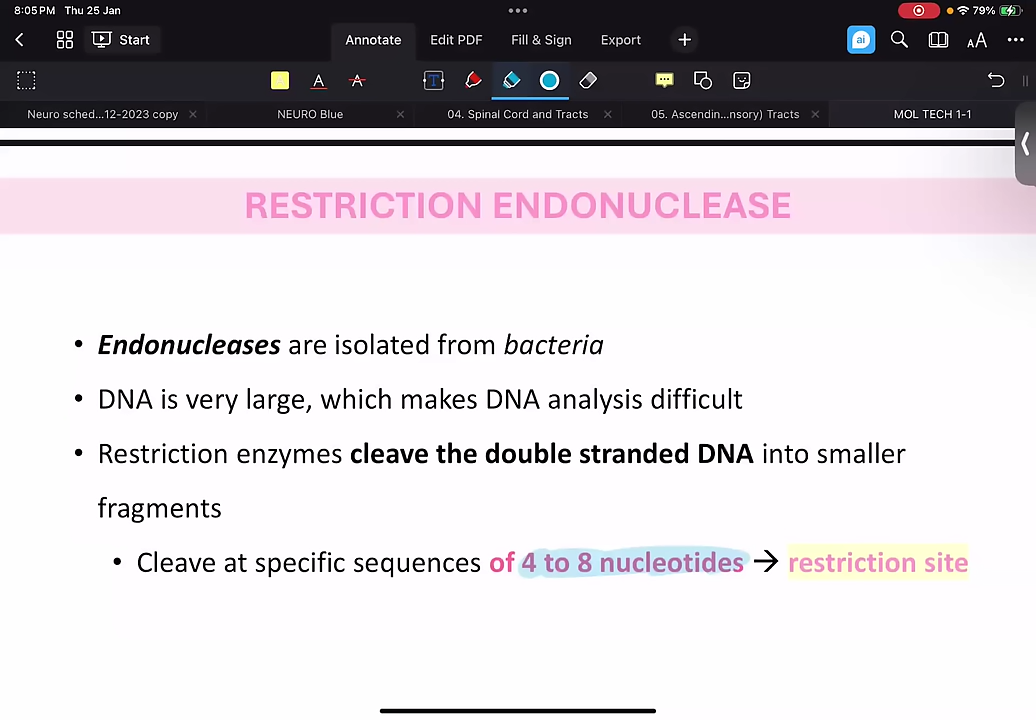 8:05 PM Thu 25 Jan
79%
Start
Annotate
Edit PDF
Fill & Sign
Export
ai
AA
T
A
A
Neuro sched...12-2023 copy
NEURO Blue
04. Spinal Cord and Tracts
05. Ascendin...nsory) Tracts
MOL TECH 1-1
RESTRICTION ENDONUCLEASE
• Endonucleases are isolated from bacteria
• DNA is very large, which makes DNA analysis difficult
• Restriction enzymes cleave the double stranded DNA into smaller
fragments
• Cleave at specific sequences of 4 to 8 nucleotides → restriction site